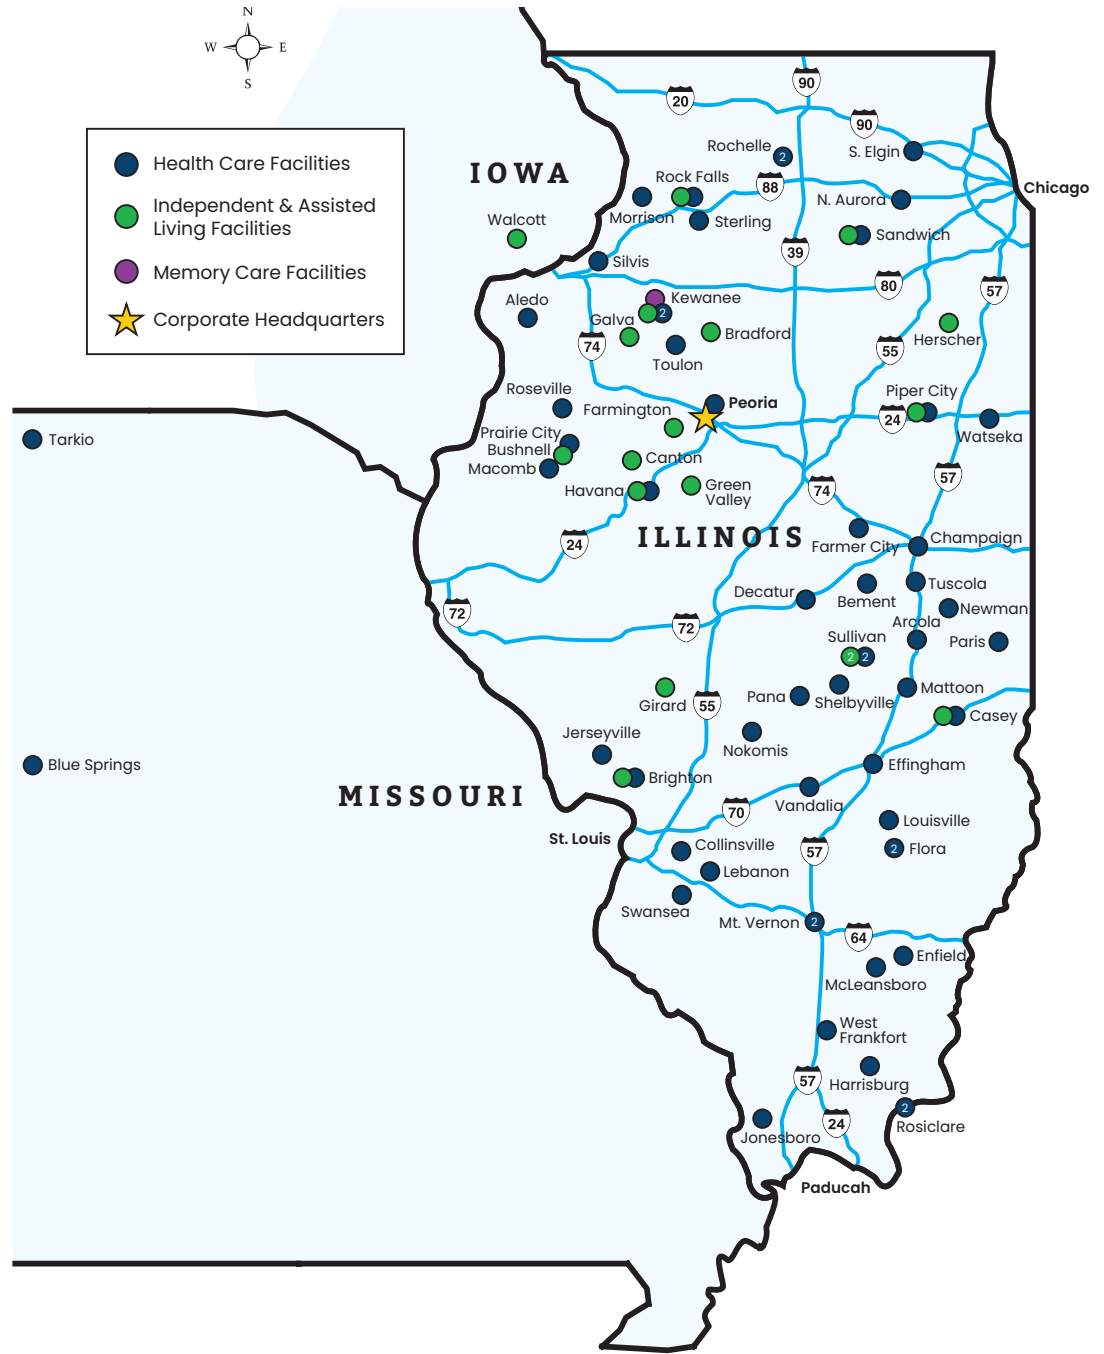 N
W
E
S
Health Care Facilities
Independent & Assisted
Living Facilities
Memory Care Facilities
Corporate Headquarters
90
20
90
Rochelle
2
S. Elgin
IOWA
Rock Falls
88
Chicago
Morrison
Sterling
N. Aurora
Walcott
Sandwich
39
Silvis
80
57
Aledo
Kewanee
2
Galva
Bradford
Herscher
74
Toulon
55
Roseville
Peoria
Piper City
Farmington
24
Watseka
Tarkio
Prairie City
Bushnell
Macomb
Canton
57
Havana
Green
Valley
74
ILLINOIS
24
Farmer City
Champaign
Decatur
Bement
Tuscola
72
Newman
72
Arcola
Sullivan
2
2
Paris
Girard
55
Pana
Shelbyville
Mattoon
Casey
Jerseyville
Nokomis
Blue Springs
Brighton
Effingham
MISSOURI
Vandalia
70
St. Louis
Louisville
Collinsville
57
2
Flora
Lebanon
Swansea
Mt. Vernon
2
64
Enfield
McLeansboro
West
Frankfort
57
Harrisburg
2
Rosiclare
24
Jonesboro
Paducah